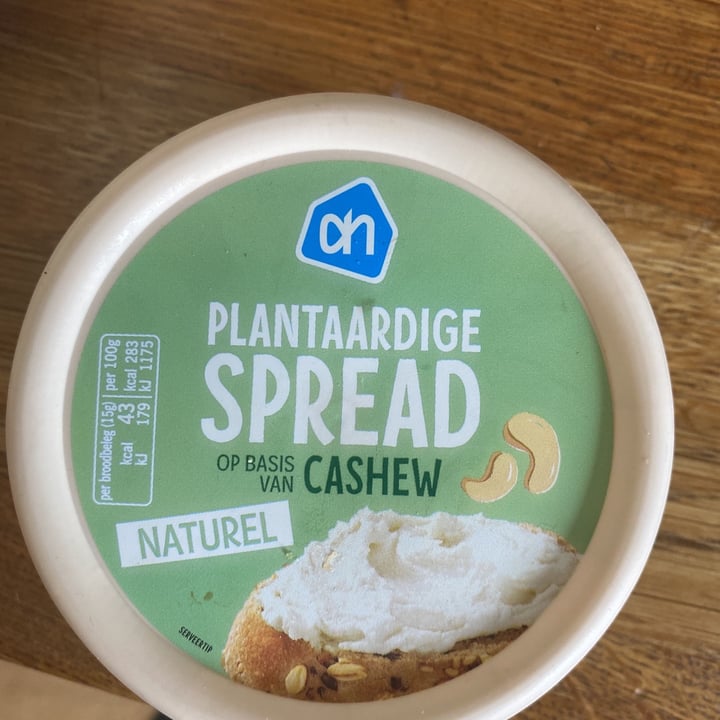 ah
PLANTAARDIGE
SPREAD
OP BASIS
VAN CASHEW
NATUREL
per broodbeleg (15g) per 100g
kcal 43 kcal 283
kJ 179 kJ 1175
SERVEERTIP